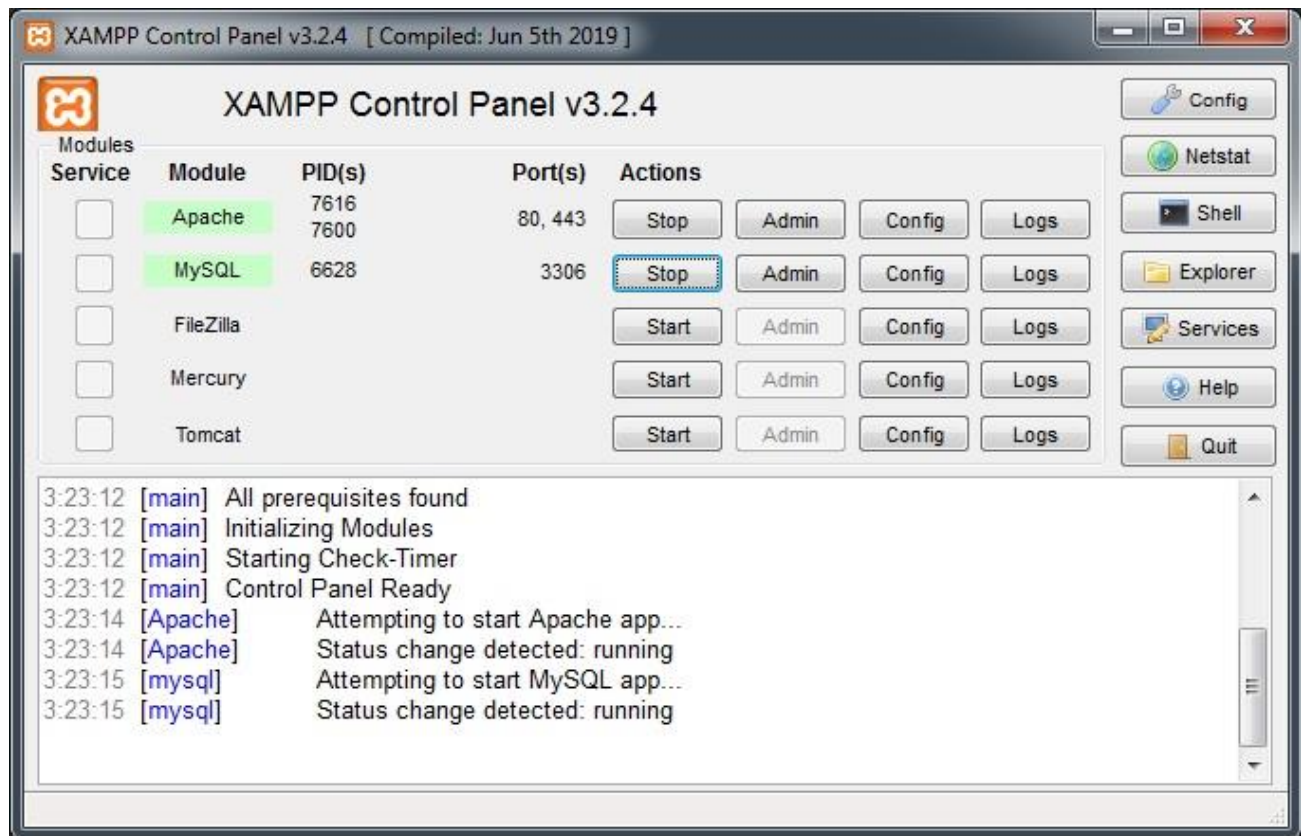 XAMPP Control Panel v3.2.4 [ Compiled: Jun 5th 2019 ]
XAMPP Control Panel v3.2.4
Config
Modules
Service Module PID(s) Port(s) Actions
Netstat
Apache 7616 7600 80, 443 Stop Admin Config Logs
Shell
MySQL 6628 3306 Stop Admin Config Logs
Explorer
FileZilla Start Admin Config Logs
Services
Mercury Start Admin Config Logs
Help
Tomcat Start Admin Config Logs
Quit
3:23:12 [main] All prerequisites found
3:23:12 [main] Initializing Modules
3:23:12 [main] Starting Check-Timer
3:23:12 [main] Control Panel Ready
3:23:14 [Apache] Attempting to start Apache app...
3:23:14 [Apache] Status change detected: running
3:23:15 [mysql] Attempting to start MySQL app...
3:23:15 [mysql] Status change detected: running